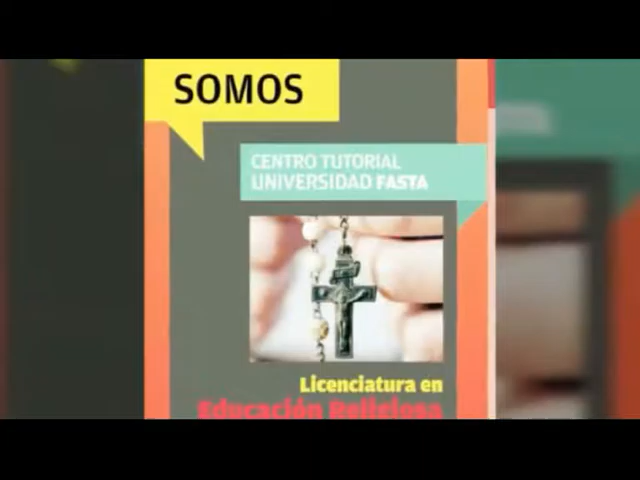 SOMOS
CENTRO TUTORIAL
UNIVERSIDAD FASTA
Licenciatura en
Educación Religiosa